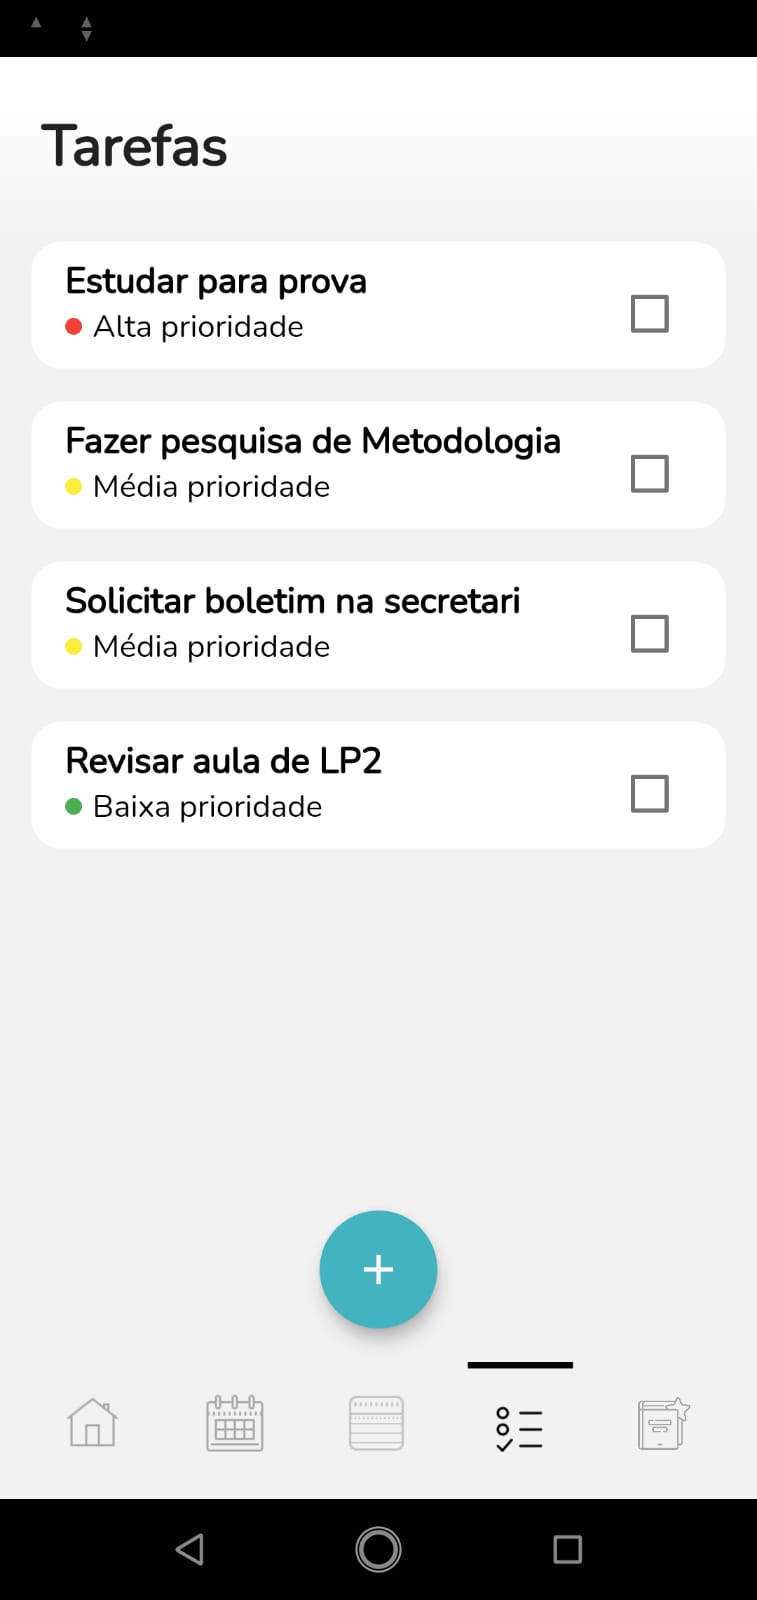 Tarefas
Estudar para prova
Alta prioridade
Fazer pesquisa de Metodologia
Média prioridade
Solicitar boletim na secretari
Média prioridade
Revisar aula de LP2
Baixa prioridade
+